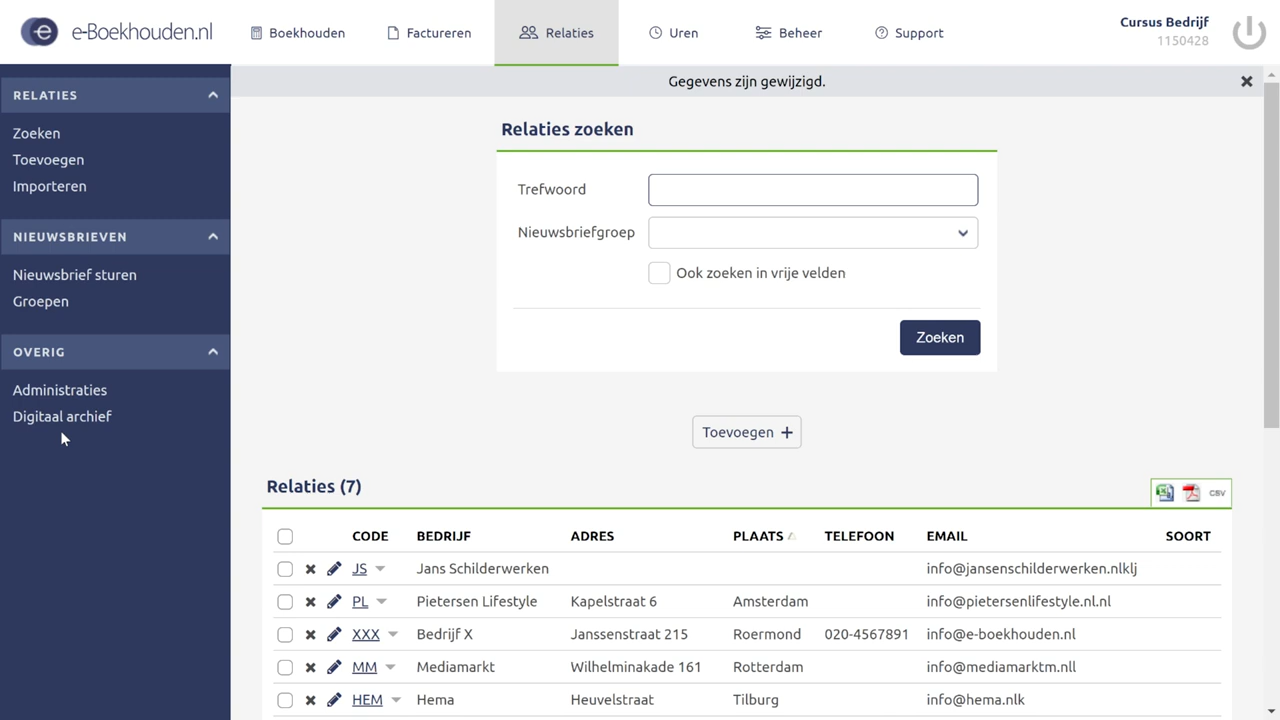 e-Boekhouden.nl
Boekhouden
Factureren
Relaties
Uren
Beheer
Support
Cursus Bedrijf
1150428
RELATIES
Zoeken
Toevoegen
Importeren
NIEUWSBRIEVEN
Nieuwsbrief sturen
Groepen
OVERIG
Administraties
Digitaal archief
Gegevens zijn gewijzigd.
Relaties zoeken
Trefwoord
Nieuwsbriefgroep
Ook zoeken in vrije velden
Zoeken
Toevoegen +
Relaties (7)
CSV
CODE BEDRIJF ADRES PLAATS TELEFOON EMAIL SOORT
JS Jans Schilderwerken info@jansenschilderwerken.nlklj
PL Pietersen Lifestyle Kapelstraat 6 Amsterdam info@pietersenlifestyle.nl.nl
XXX Bedrijf X Janssenstraat 215 Roermond 020-4567891 info@e-boekhouden.nl
MM Mediamarkt Wilhelminakade 161 Rotterdam info@mediamarktm.nll
HEM Hema Heuvelstraat Tilburg info@hema.nlk